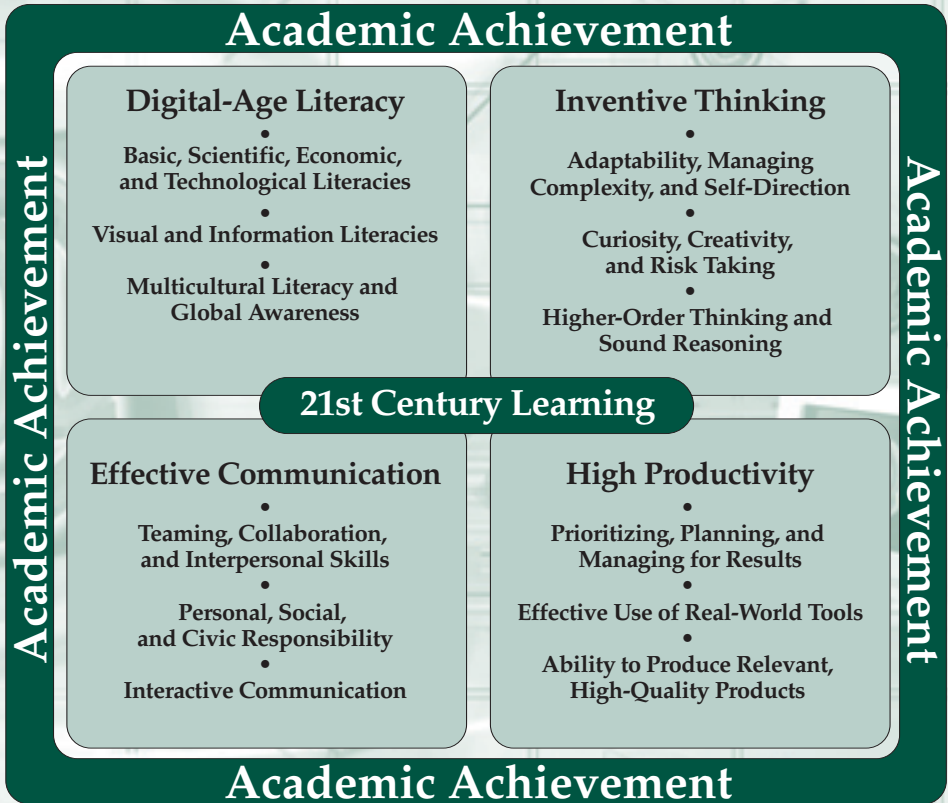 Academic Achievement
Academic Achievement
Digital-Age Literacy
•
Basic, Scientific, Economic,
and Technological Literacies
•
Visual and Information Literacies
•
Multicultural Literacy and
Global Awareness
Inventive Thinking
•
Adaptability, Managing
Complexity, and Self-Direction
•
Curiosity, Creativity,
and Risk Taking
•
Higher-Order Thinking and
Sound Reasoning
Academic Achievement
21st Century Learning
Effective Communication
•
Teaming, Collaboration,
and Interpersonal Skills
•
Personal, Social,
and Civic Responsibility
•
Interactive Communication
High Productivity
•
Prioritizing, Planning, and
Managing for Results
•
Effective Use of Real-World Tools
•
Ability to Produce Relevant,
High-Quality Products
Academic Achievement